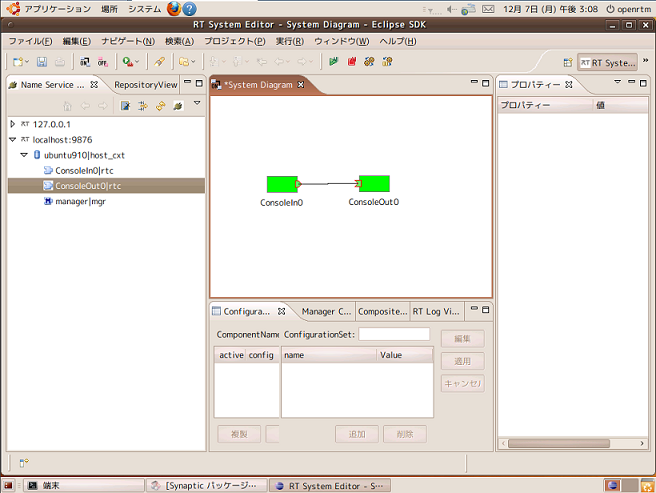 アプリケーション 場所 システム 12月 7日 (月) 午後 3:08 openrtm
RT System Editor - System Diagram - Eclipse SDK
ファイル(F) 編集(E) ナビゲート(N) 検索(A) プロジェクト(P) 実行(R) ウィンドウ(W) ヘルプ(H)
RT Syste...
Name Service ... RepositoryView
*System Diagram
プロパティー
プロパティー 値
127.0.0.1
localhost:9876
ubuntu910|host_cxt
ConsoleIn0|rtc
ConsoleOut0|rtc
manager|mgr
ConsoleIn0 ConsoleOut0
Configura... Manager C... Composite... RT Log Vi...
ComponentName ConfigurationSet:
編集
active config name Value
適用
キャンセル
複製 追加 削除
端末 [Synaptic パッケージ... RT System Editor - S...